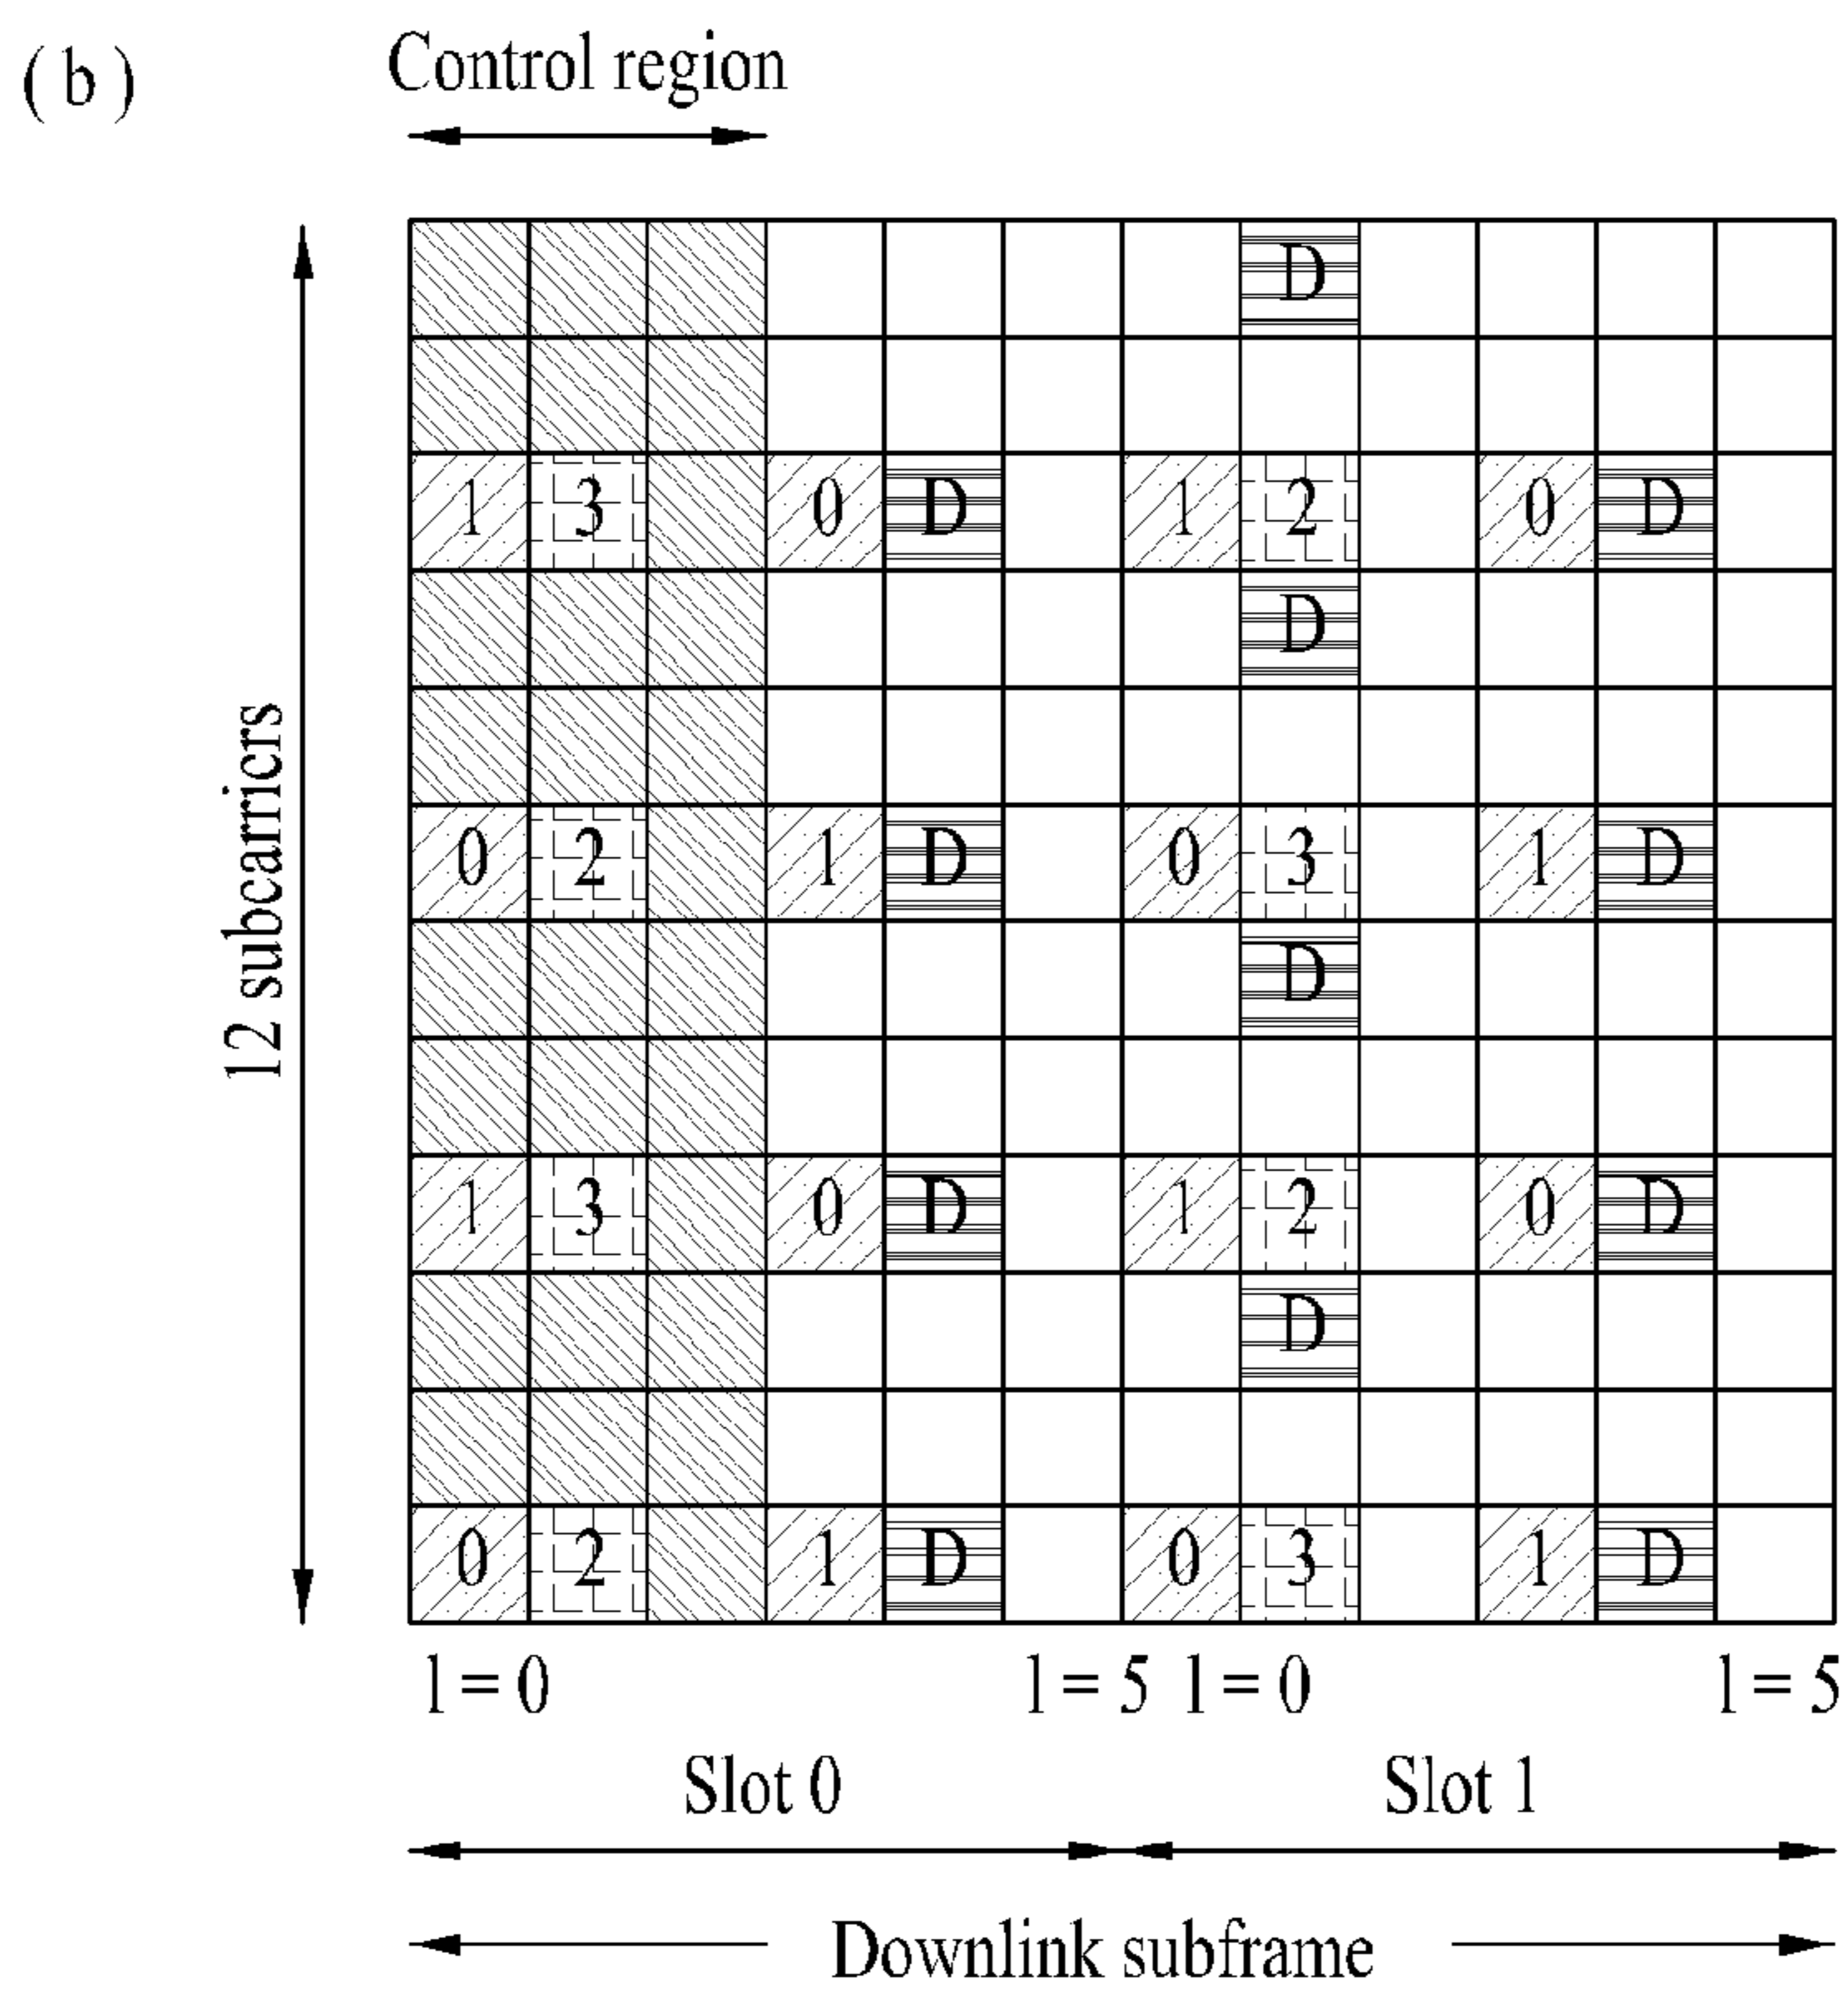 (b)
Control region
12 subcarricrs
D
1 3 0 D 1 2 0 D
D
0 2 1 D 0 3 1 D
D
1 3 0 D 1 2 0 D
D
0 2 1 D 0 3 1 D
l = 0 l = 5 l = 0 l = 5
Slot 0 Slot 1
Downlink subframe